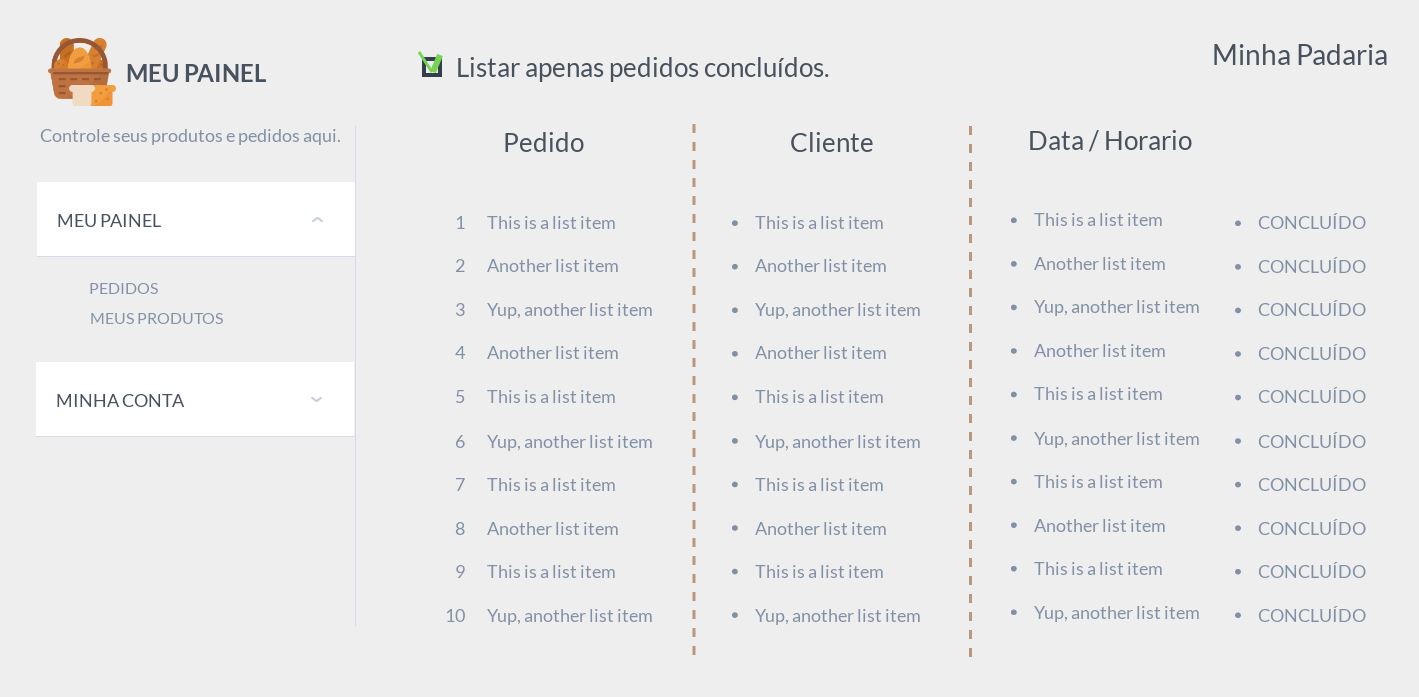 MEU PAINEL
Listar apenas pedidos concluídos.
Minha Padaria
Controle seus produtos e pedidos aqui.
MEU PAINEL
PEDIDOS
MEUS PRODUTOS
MINHA CONTA
Pedido Cliente Data / Horario
1 This is a list item • This is a list item • This is a list item • CONCLUÍDO
2 Another list item • Another list item • Another list item • CONCLUÍDO
3 Yup, another list item • Yup, another list item • Yup, another list item • CONCLUÍDO
4 Another list item • Another list item • Another list item • CONCLUÍDO
5 This is a list item • This is a list item • This is a list item • CONCLUÍDO
6 Yup, another list item • Yup, another list item • Yup, another list item • CONCLUÍDO
7 This is a list item • This is a list item • This is a list item • CONCLUÍDO
8 Another list item • Another list item • Another list item • CONCLUÍDO
9 This is a list item • This is a list item • This is a list item • CONCLUÍDO
10 Yup, another list item • Yup, another list item • Yup, another list item • CONCLUÍDO